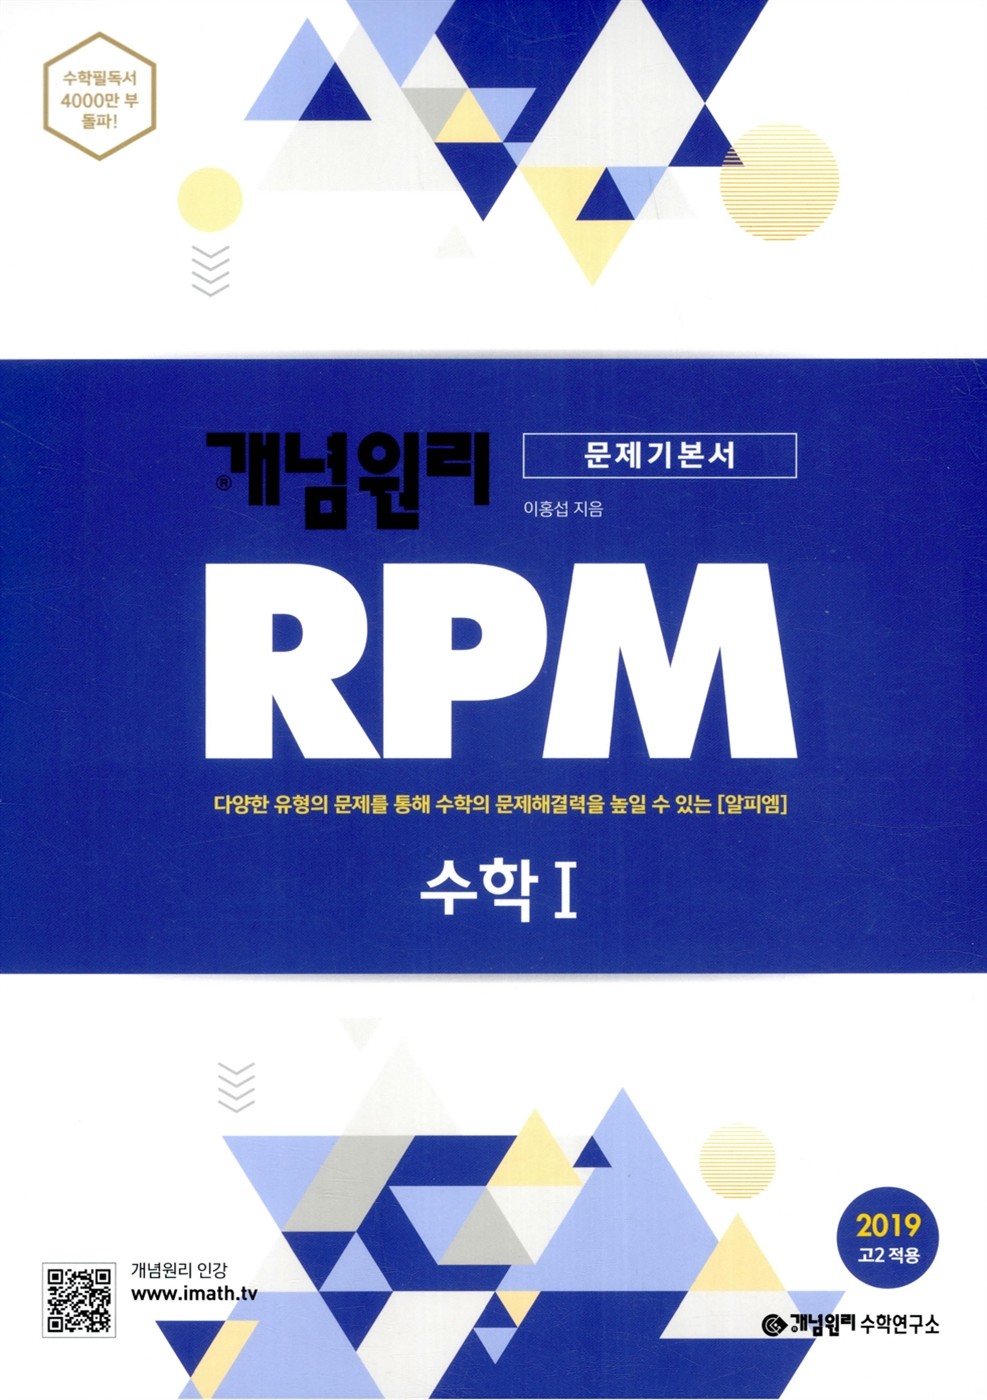 수학필독서
4000만 부
돌파!
개념원리
®
문제기본서
이홍섭 지음
RPM
다양한 유형의 문제를 통해 수학의 문제해결력을 높일 수 있는 [알피엠]
수학 I
2019
고2 적용
개념원리 인강
www.imath.tv
개념원리 수학연구소